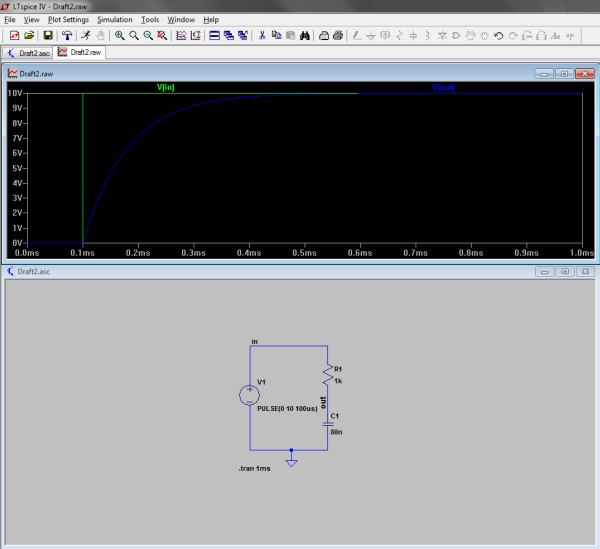 LTspice IV - Draft2.raw
File View Plot Settings Simulation Tools Window Help
Draft2.asc Draft2.raw
Draft2.raw
V(in) V(out)
10V
9V
8V
7V
6V
5V
4V
3V
2V
1V
0V
0.0ms 0.1ms 0.2ms 0.3ms 0.4ms 0.5ms 0.6ms 0.7ms 0.8ms 0.9ms 1.0ms
Draft2.asc
in
R1
1k
V1
out
PULSE(0 10 100us)
C1
80n
.tran 1ms